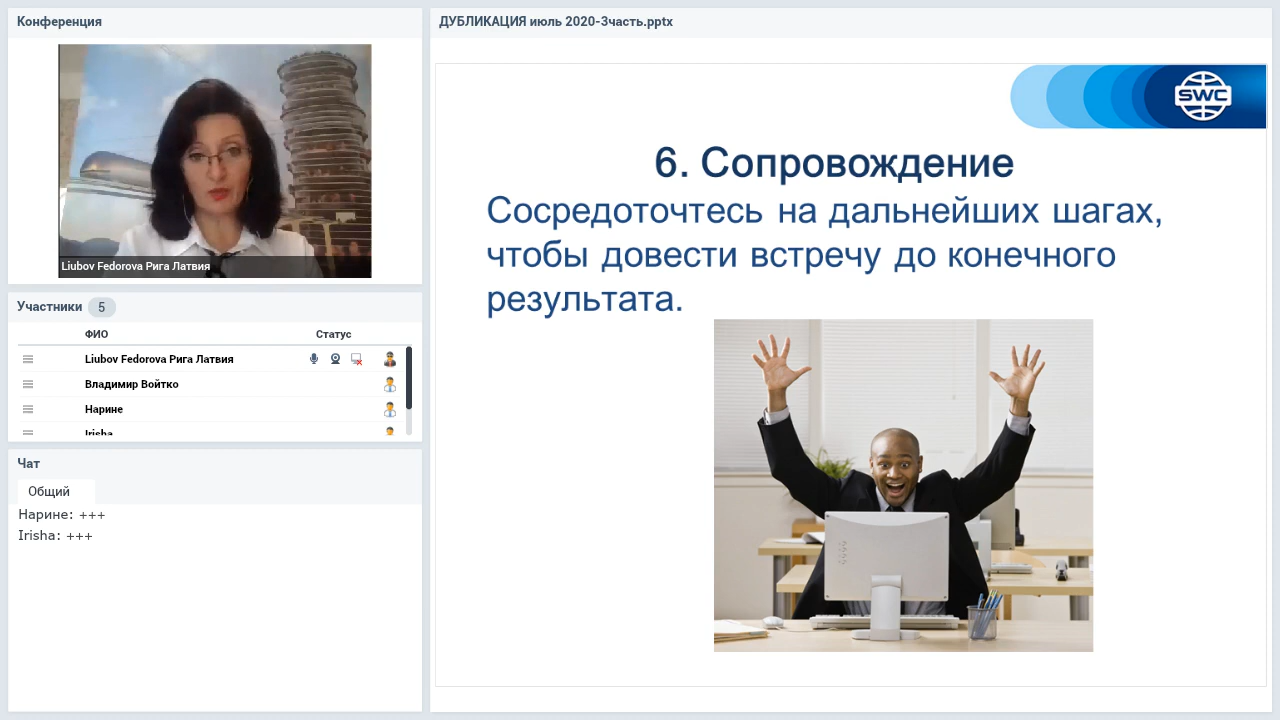 Конференция
Liubov Fedorova Рига Латвия
Участники 5
ФИО Статус
Liubov Fedorova Рига Латвия
Владимир Войтко
Нарине
Irisha
Чат
Общий
Нарине: +++
Irisha: +++
ДУБЛИКАЦИЯ июль 2020-3часть.pptx
SWC
6. Сопровождение
Сосредоточтесь на дальнейших шагах,
чтобы довести встречу до конечного
результата.